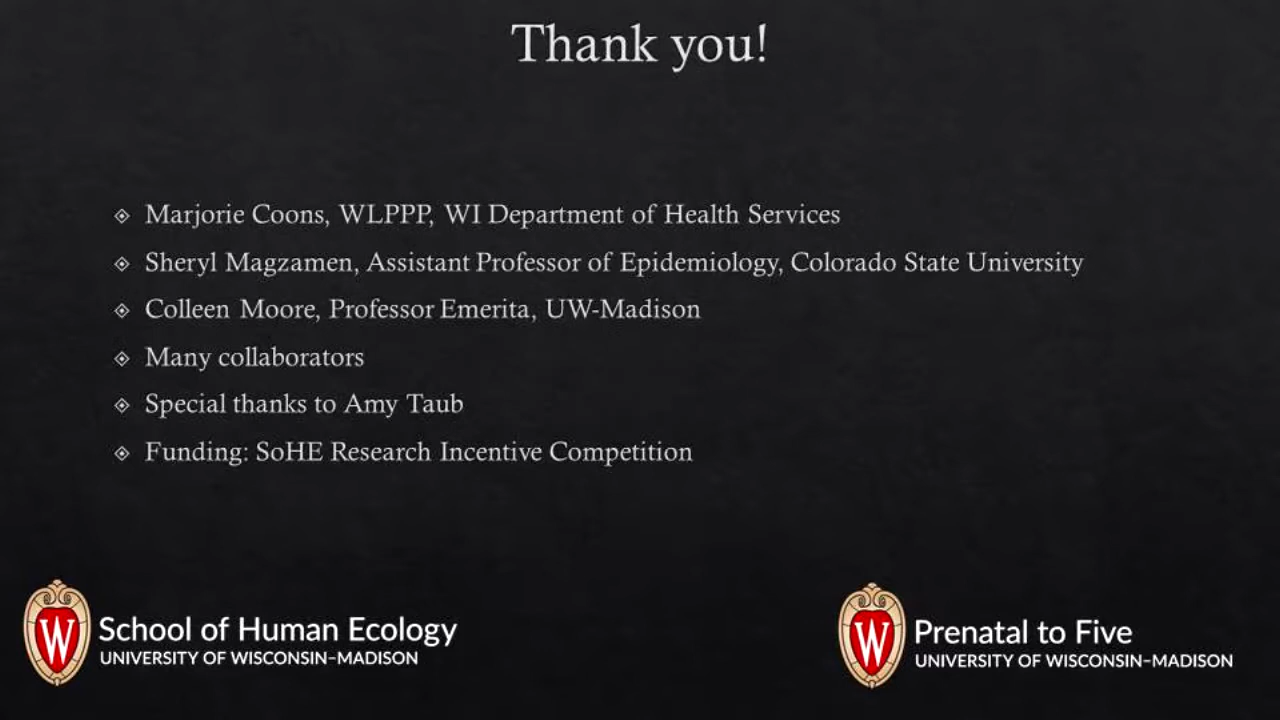 Thank you!
Marjorie Coons, WLPPP, WI Department of Health Services
Sheryl Magzamen, Assistant Professor of Epidemiology, Colorado State University
Colleen Moore, Professor Emerita, UW-Madison
Many collaborators
Special thanks to Amy Taub
Funding: SoHE Research Incentive Competition
W School of Human Ecology
UNIVERSITY OF WISCONSIN–MADISON
W Prenatal to Five
UNIVERSITY OF WISCONSIN–MADISON